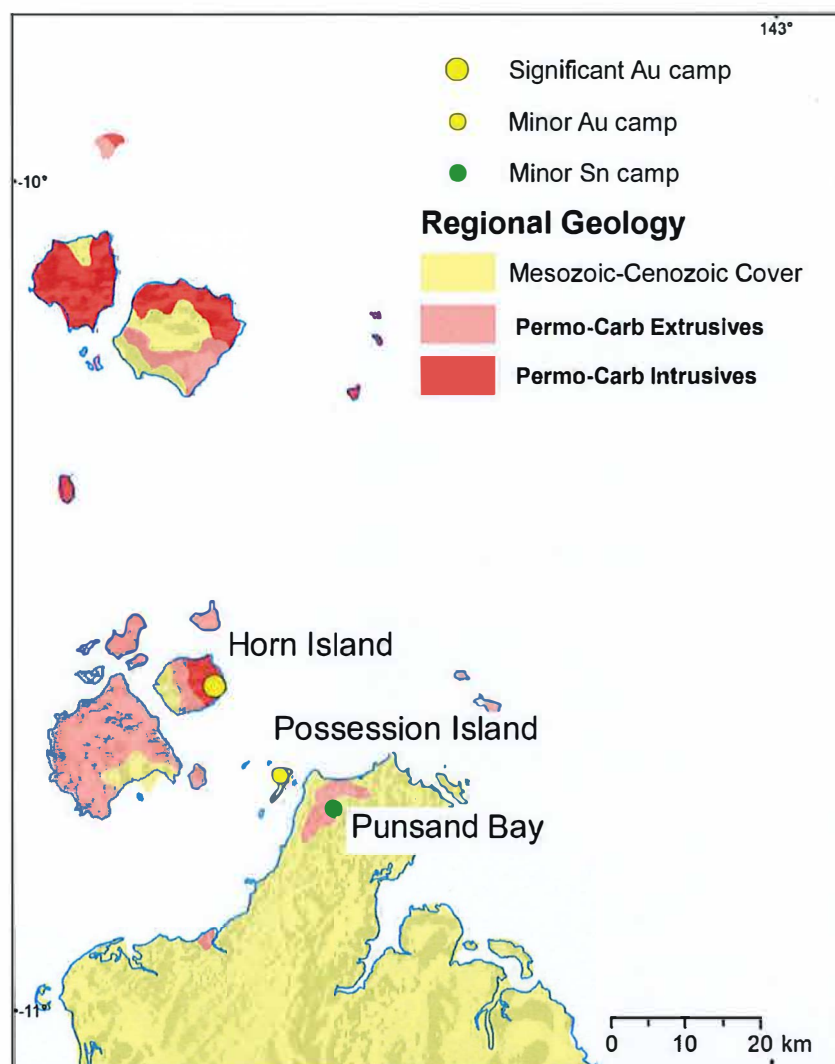 143°
Significant Au camp
Minor Au camp
-10°
Minor Sn camp
Regional Geology
Mesozoic-Cenozoic Cover
Permo-Carb Extrusives
Permo-Carb Intrusives
Horn Island
Possession Island
Punsand Bay
-11°
0 10 20 km